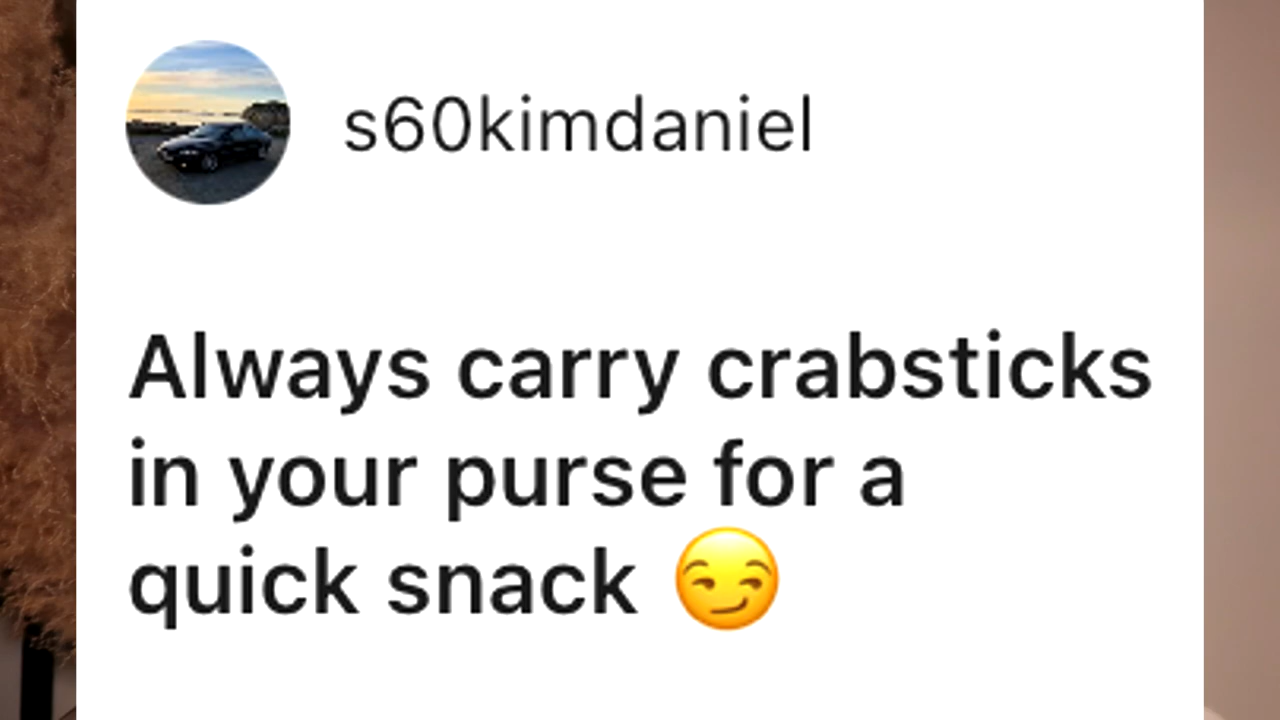 s60kimdaniel
Always carry crabsticks
in your purse for a
quick snack 😏